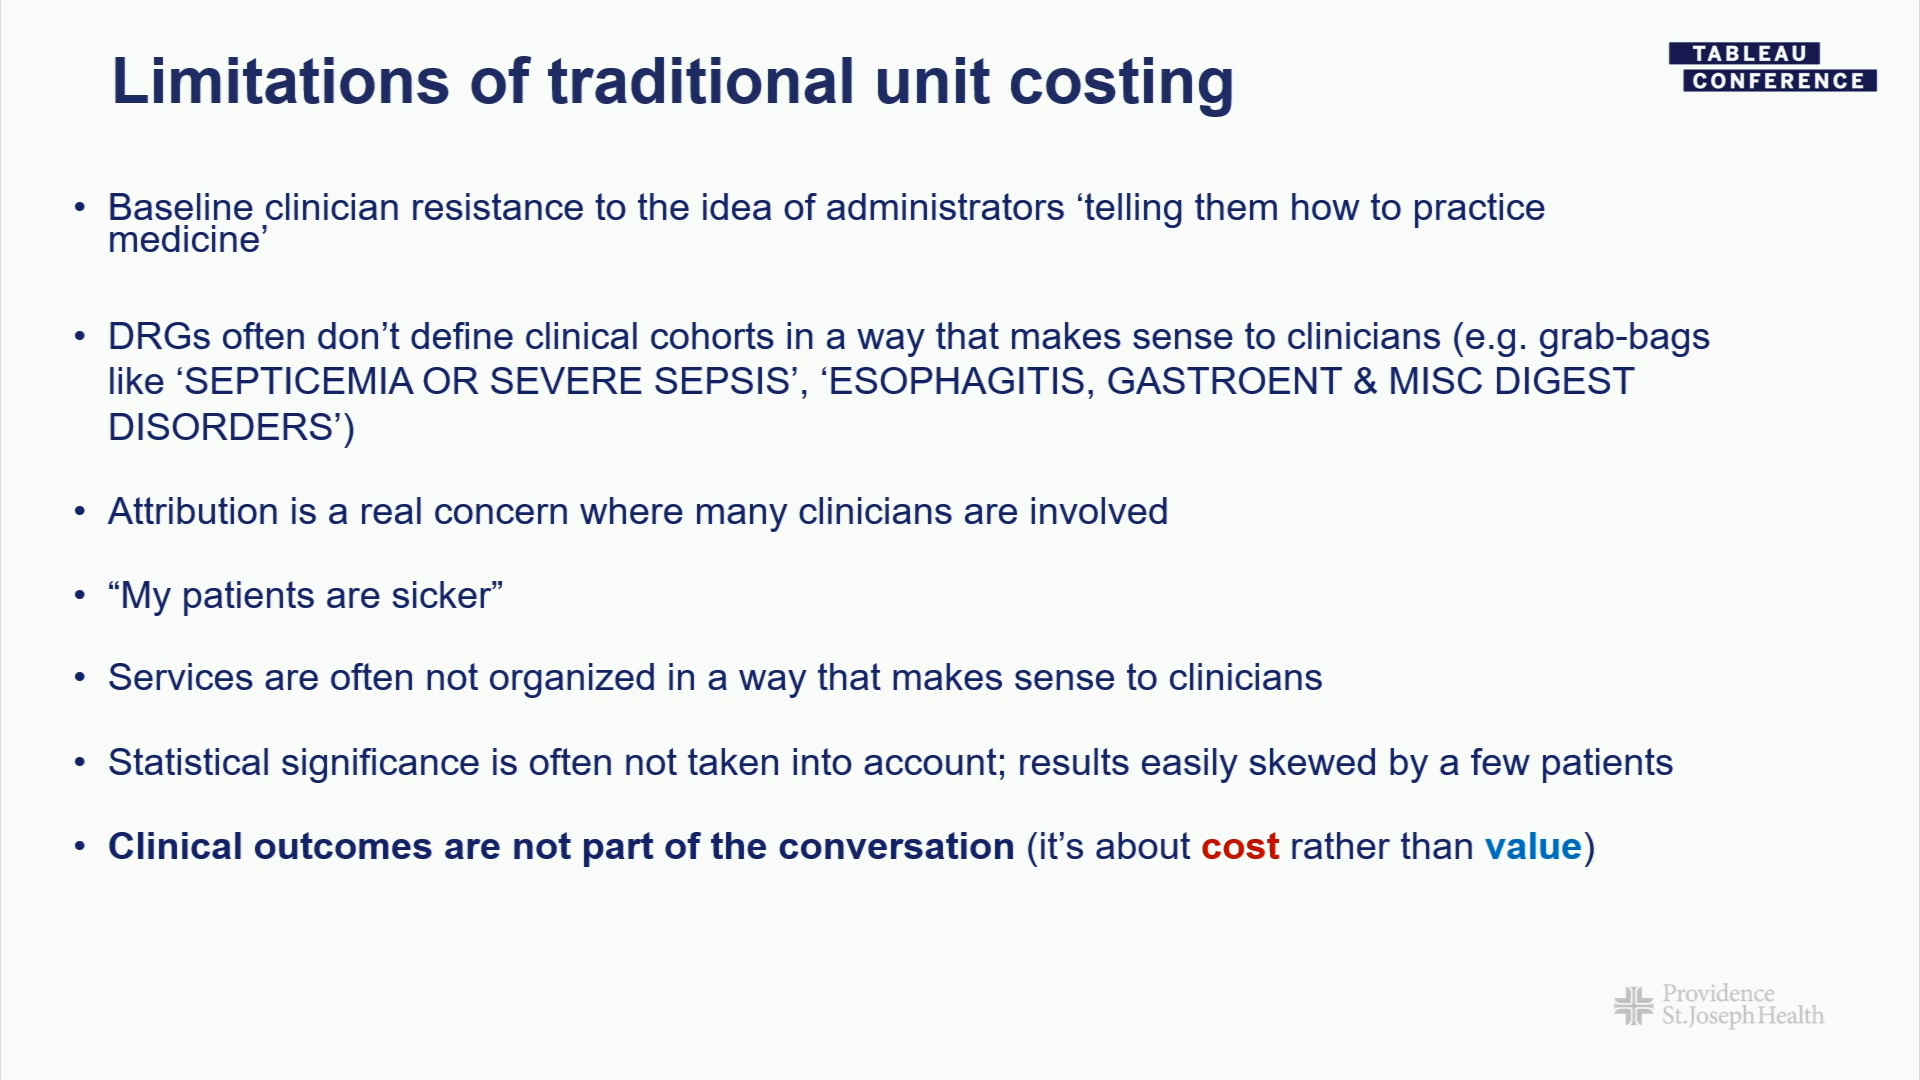 Limitations of traditional unit costing
TABLEAU
CONFERENCE
• Baseline clinician resistance to the idea of administrators ‘telling them how to practice
medicine’
• DRGs often don’t define clinical cohorts in a way that makes sense to clinicians (e.g. grab-bags
like ‘SEPTICEMIA OR SEVERE SEPSIS’, ‘ESOPHAGITIS, GASTROENT & MISC DIGEST
DISORDERS’)
• Attribution is a real concern where many clinicians are involved
• “My patients are sicker”
• Services are often not organized in a way that makes sense to clinicians
• Statistical significance is often not taken into account; results easily skewed by a few patients
• Clinical outcomes are not part of the conversation (it’s about cost rather than value)
Providence
St.Joseph Health